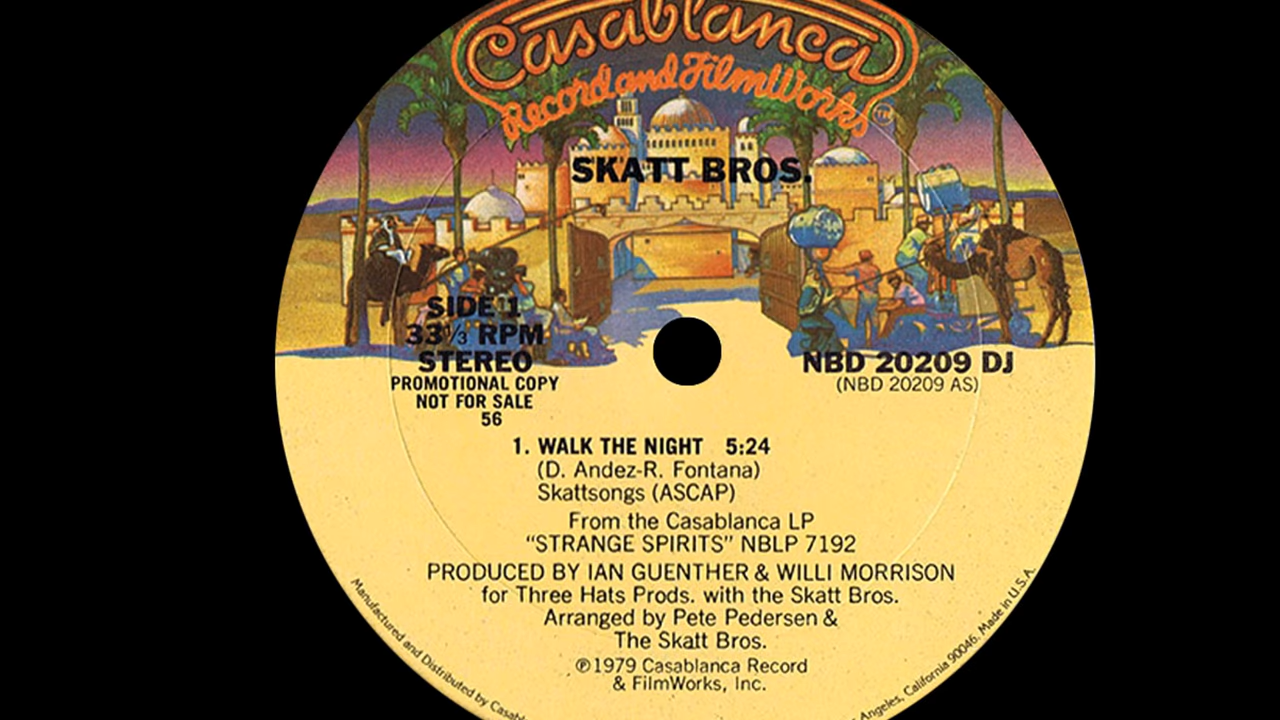 Casablanca
Record and FilmWorks
TM
SKATT BROS.
SIDE 1
33⅓ RPM
STEREO
PROMOTIONAL COPY
NOT FOR SALE
56
NBD 20209 DJ
(NBD 20209 AS)
1. WALK THE NIGHT 5:24
(D. Andez-R. Fontana)
Skattsongs (ASCAP)
From the Casablanca LP
“STRANGE SPIRITS” NBLP 7192
PRODUCED BY IAN GUENTHER & WILLI MORRISON
for Three Hats Prods. with the Skatt Bros.
Arranged by Pete Pedersen &
The Skatt Bros.
℗1979 Casablanca Record
& FilmWorks, Inc.
Manufactured and Distributed by
Angeles, California 90046. Made in U.S.A.